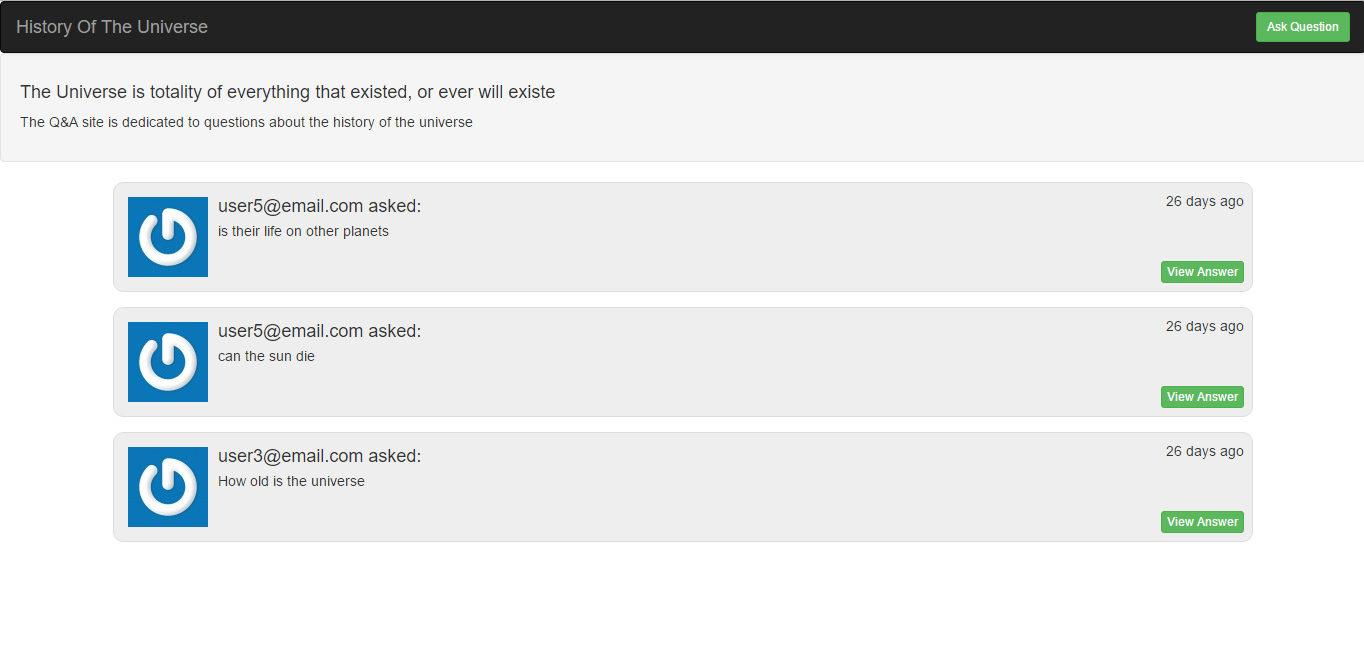 History Of The Universe
Ask Question
The Universe is totality of everything that existed, or ever will existe
The Q&A site is dedicated to questions about the history of the universe
user5@email.com asked:
26 days ago
is their life on other planets
View Answer
user5@email.com asked:
26 days ago
can the sun die
View Answer
user3@email.com asked:
26 days ago
How old is the universe
View Answer